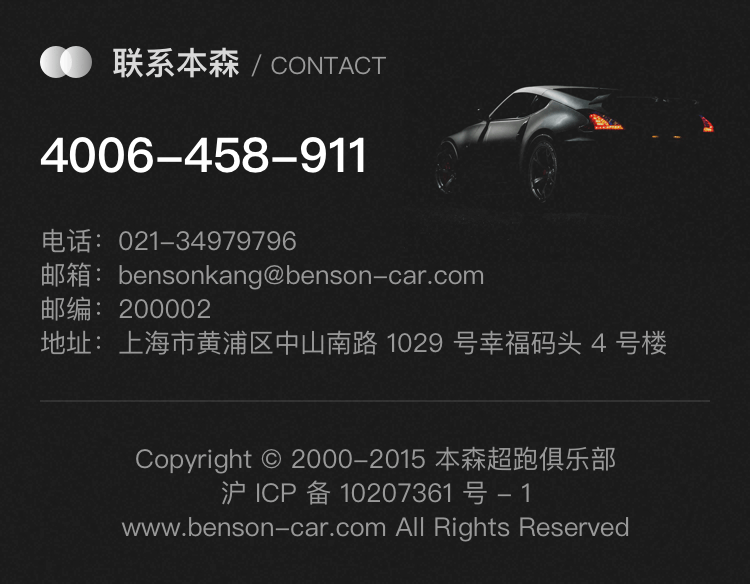 联系本森 / CONTACT
4006-458-911
电话：021-34979796
邮箱：bensonkang@benson-car.com
邮编：200002
地址：上海市黄浦区中山南路 1029 号幸福码头 4 号楼
Copyright © 2000-2015 本森超跑俱乐部
沪 ICP 备 10207361 号 - 1
www.benson-car.com All Rights Reserved